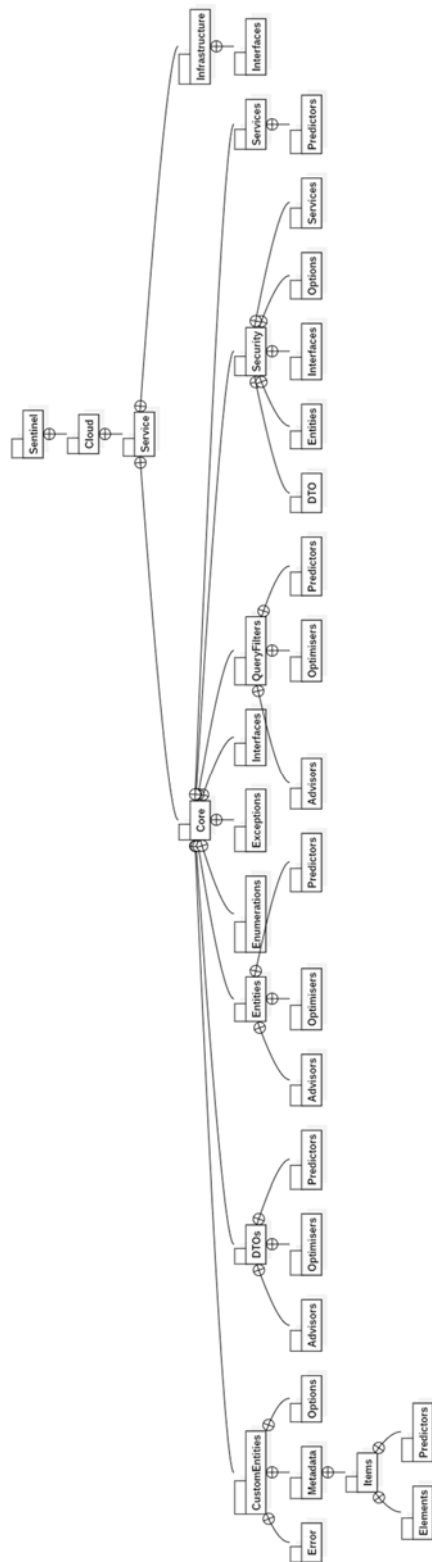 Sentinel
Cloud
Service
Core
Infrastructure
CustomEntities
DTOs
Entities
Enumerations
Exceptions
Interfaces
QueryFilters
Security
Services
Interfaces
Error
Metadata
Options
Advisors
Optimisers
Predictors
Advisors
Optimisers
Predictors
Advisors
Optimisers
Predictors
DTO
Entities
Interfaces
Options
Services
Predictors
Items
Elements
Predictors